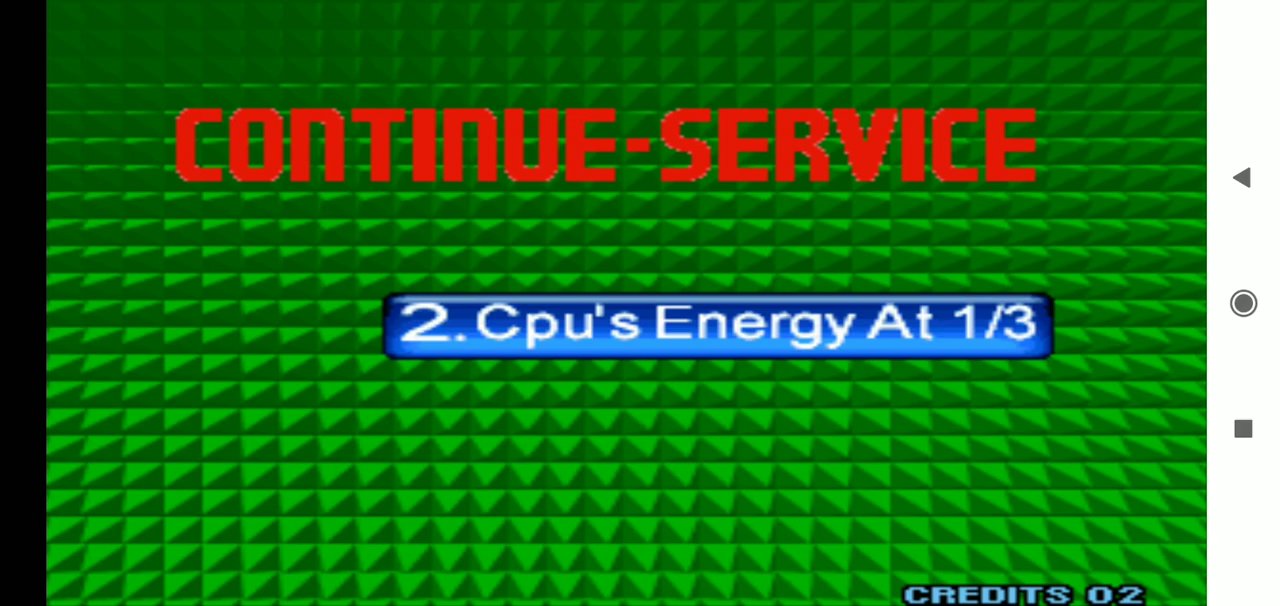 CONTINUE-SERVICE
2. Cpu's Energy At 1/3
CREDITS 02